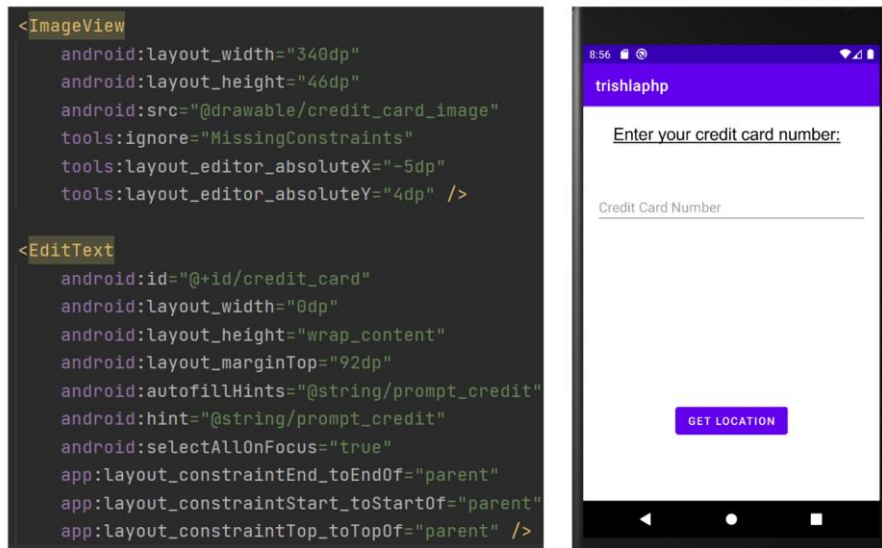 <ImageView
android:layout_width="340dp"
android:layout_height="46dp"
android:src="@drawable/credit_card_image"
tools:ignore="MissingConstraints"
tools:layout_editor_absoluteX="-5dp"
tools:layout_editor_absoluteY="4dp" />
<EditText
android:id="@+id/credit_card"
android:layout_width="0dp"
android:layout_height="wrap_content"
android:layout_marginTop="92dp"
android:autofillHints="@string/prompt_credit"
android:hint="@string/prompt_credit"
android:selectAllOnFocus="true"
app:layout_constraintEnd_toEndOf="parent"
app:layout_constraintStart_toStartOf="parent"
app:layout_constraintTop_toTopOf="parent" />
8:56
trishlaphp
Enter your credit card number:
Credit Card Number
GET LOCATION